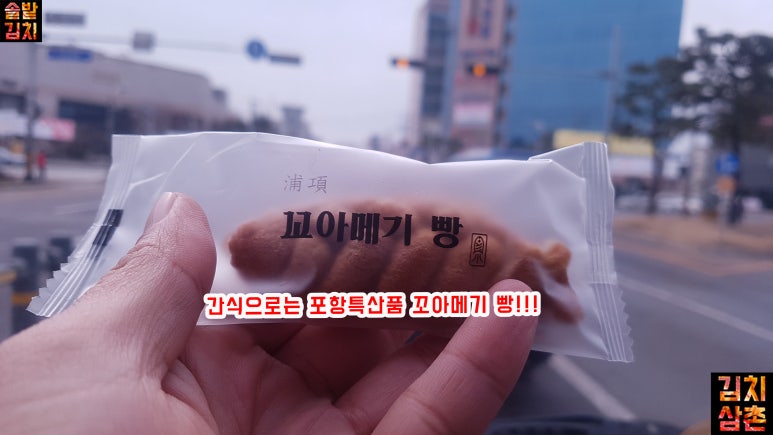 솔밭
김치
浦項
꼬아메기 빵
간식으로는 포항특산품 꼬아메기 빵!!!
김치
삼촌